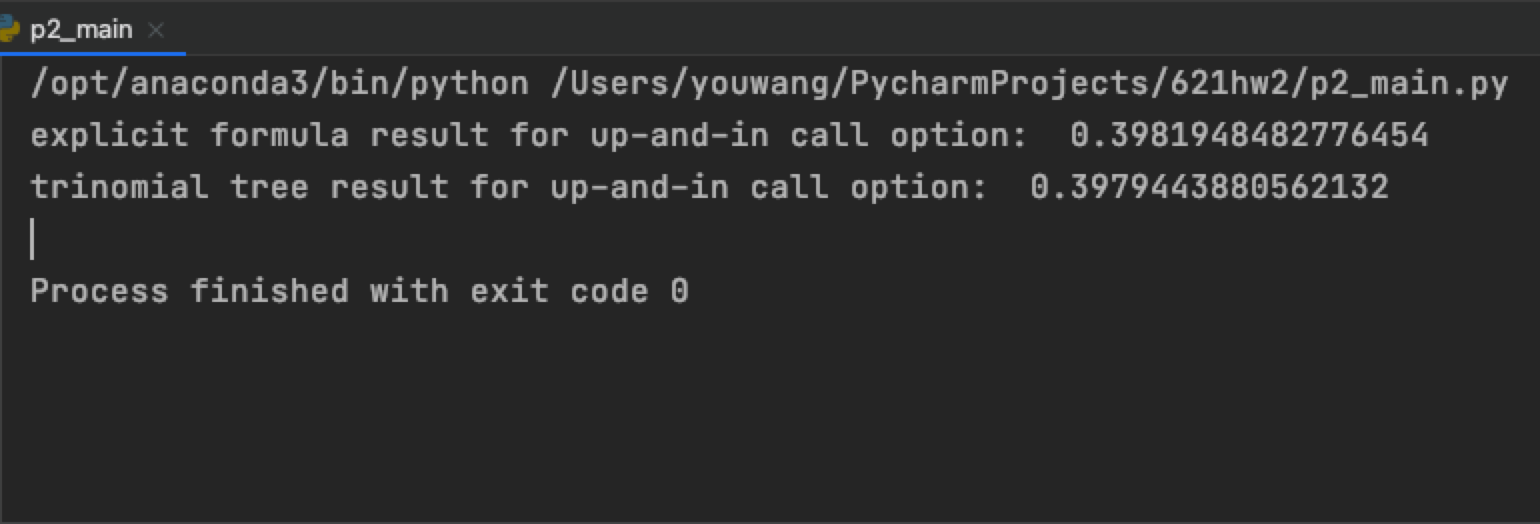 p2_main
/opt/anaconda3/bin/python /Users/youwang/PycharmProjects/621hw2/p2_main.py
explicit formula result for up-and-in call option:  0.3981948482776454
trinomial tree result for up-and-in call option:  0.3979443880562132
Process finished with exit code 0